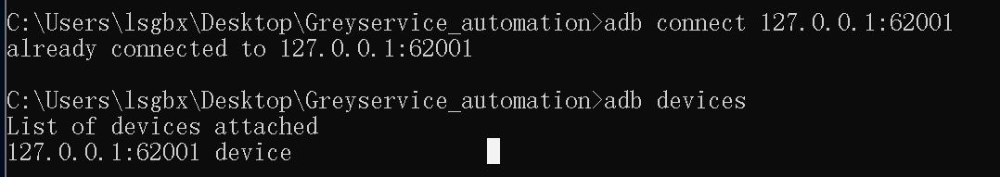 C:\Users\lsgbx\Desktop\Greyservice_automation>adb connect 127.0.0.1:62001
already connected to 127.0.0.1:62001
C:\Users\lsgbx\Desktop\Greyservice_automation>adb devices
List of devices attached
127.0.0.1:62001 device